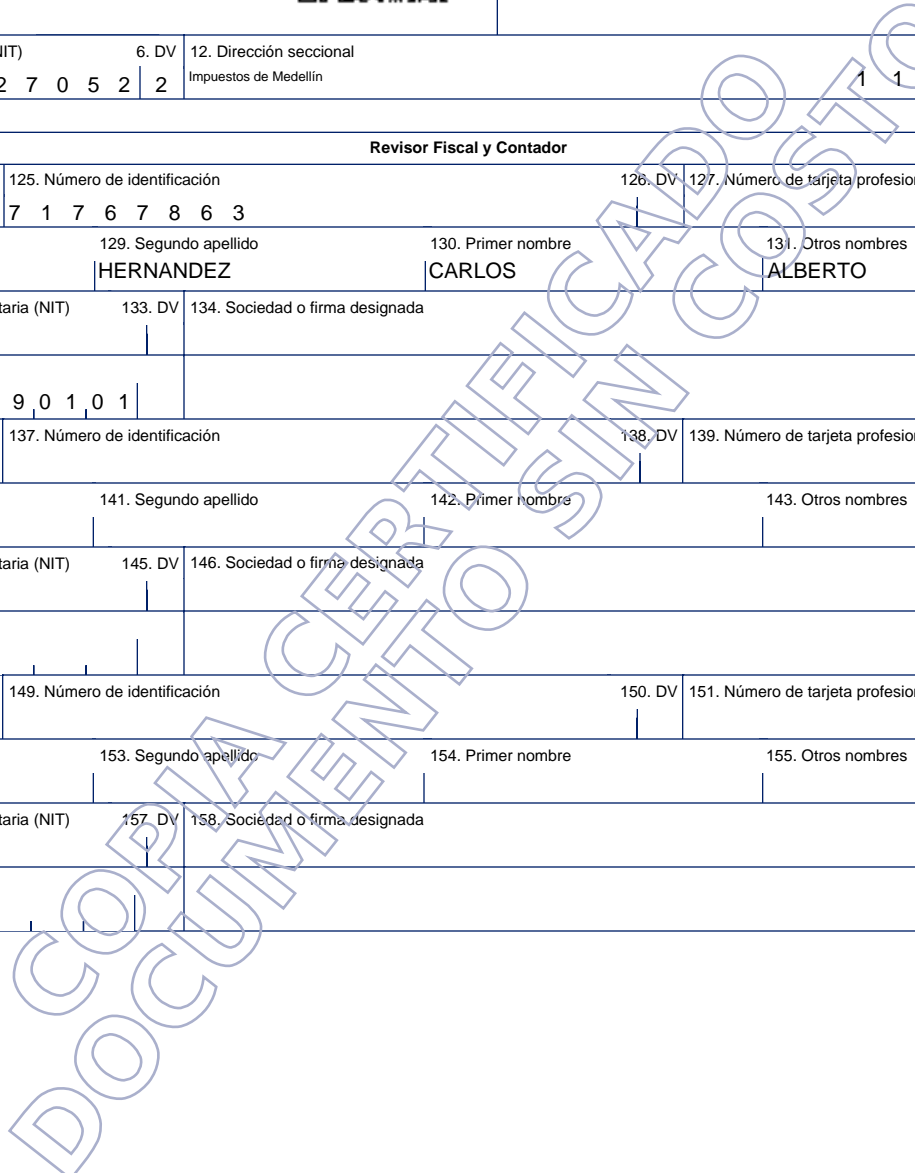 NIT) 6. DV 12. Dirección seccional
2 7 0 5 2 2 Impuestos de Medellín 1 1
Revisor Fiscal y Contador
125. Número de identificación 126. DV 127. Número de tarjeta profesion
7 1 7 6 7 8 6 3
129. Segundo apellido 130. Primer nombre 131. Otros nombres
HERNANDEZ CARLOS ALBERTO
taria (NIT) 133. DV 134. Sociedad o firma designada
9 0 1 0 1
137. Número de identificación 138. DV 139. Número de tarjeta profesion
141. Segundo apellido 142. Primer nombre 143. Otros nombres
taria (NIT) 145. DV 146. Sociedad o firma designada
149. Número de identificación 150. DV 151. Número de tarjeta profesion
153. Segundo apellido 154. Primer nombre 155. Otros nombres
taria (NIT) 157. DV 158. Sociedad o firma designada
COPIA CERTIFICADO
DOCUMENTO SIN COSTO